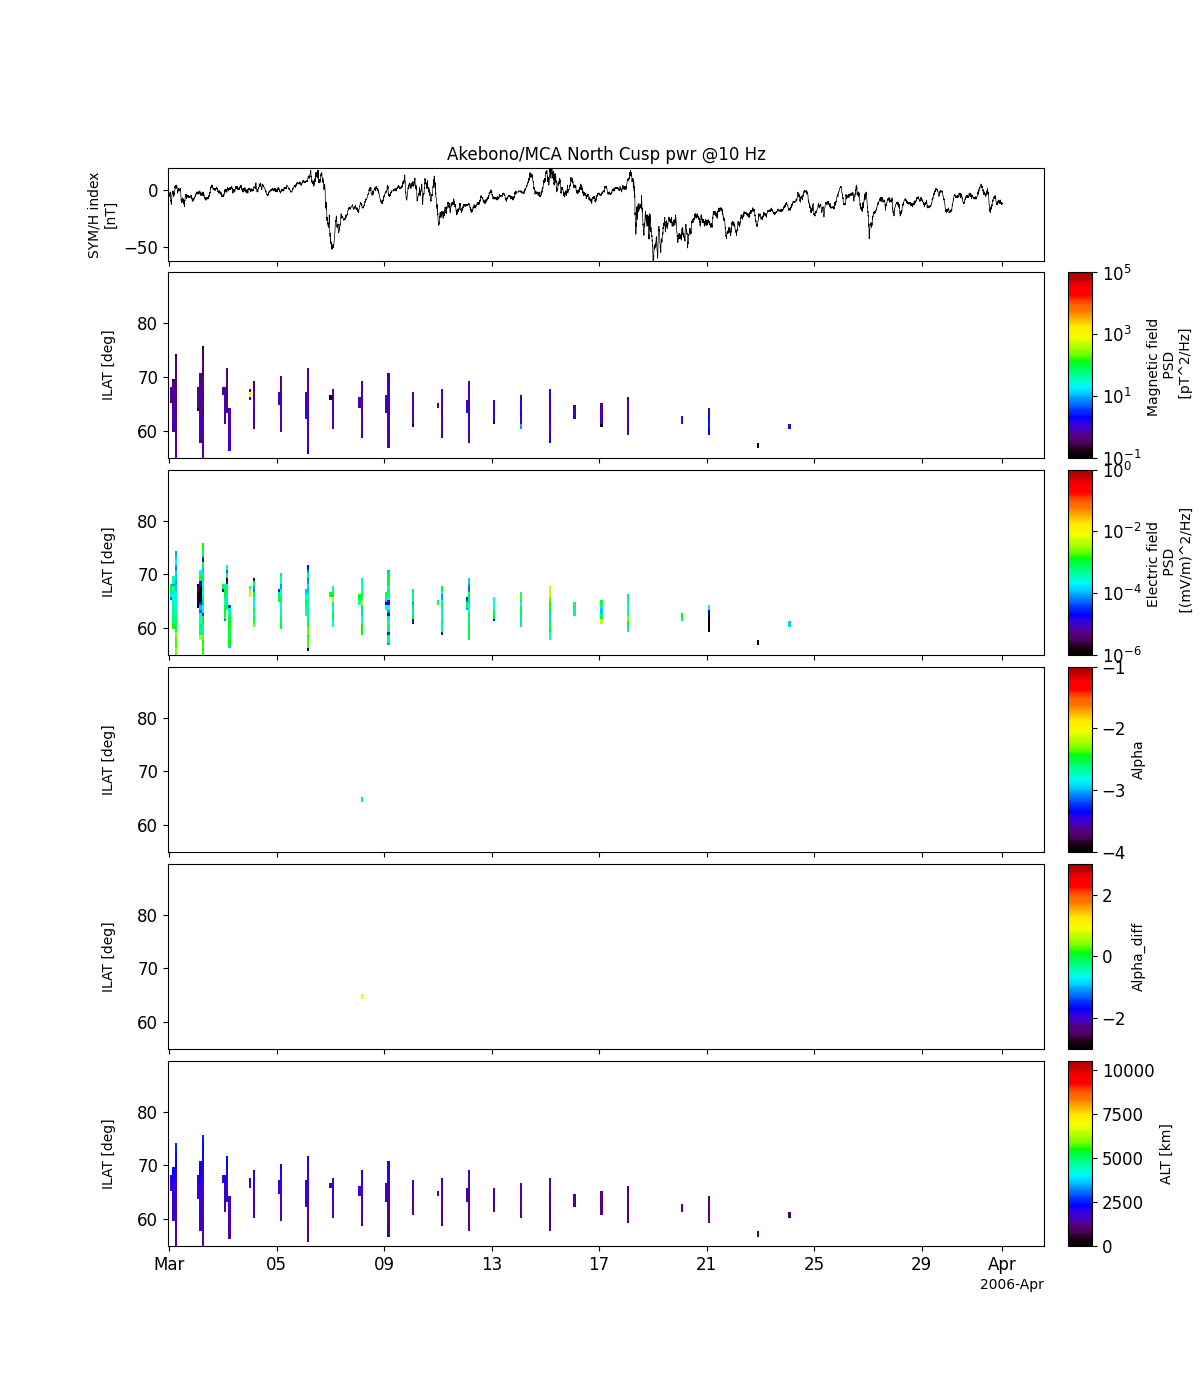 Akebono/MCA North Cusp pwr @10 Hz
SYM/H index
[nT]
0
−50
ILAT [deg]
80
70
60
10^5
10^3
10^1
10^−1
Magnetic field
PSD
[pT^2/Hz]
ILAT [deg]
80
70
60
10^0
10^−2
10^−4
10^−6
Electric field
PSD
[(mV/m)^2/Hz]
ILAT [deg]
80
70
60
−1
−2
−3
−4
Alpha
ILAT [deg]
80
70
60
2
0
−2
Alpha_diff
ILAT [deg]
80
70
60
10000
7500
5000
2500
0
ALT [km]
Mar 05 09 13 17 21 25 29 Apr
2006-Apr